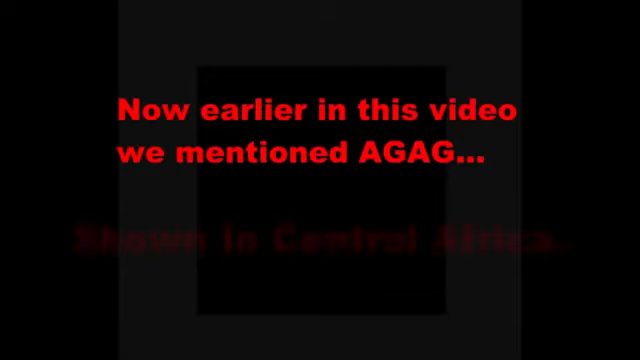 Now earlier in this video
we mentioned AGAG...
Shown in Central Africa.